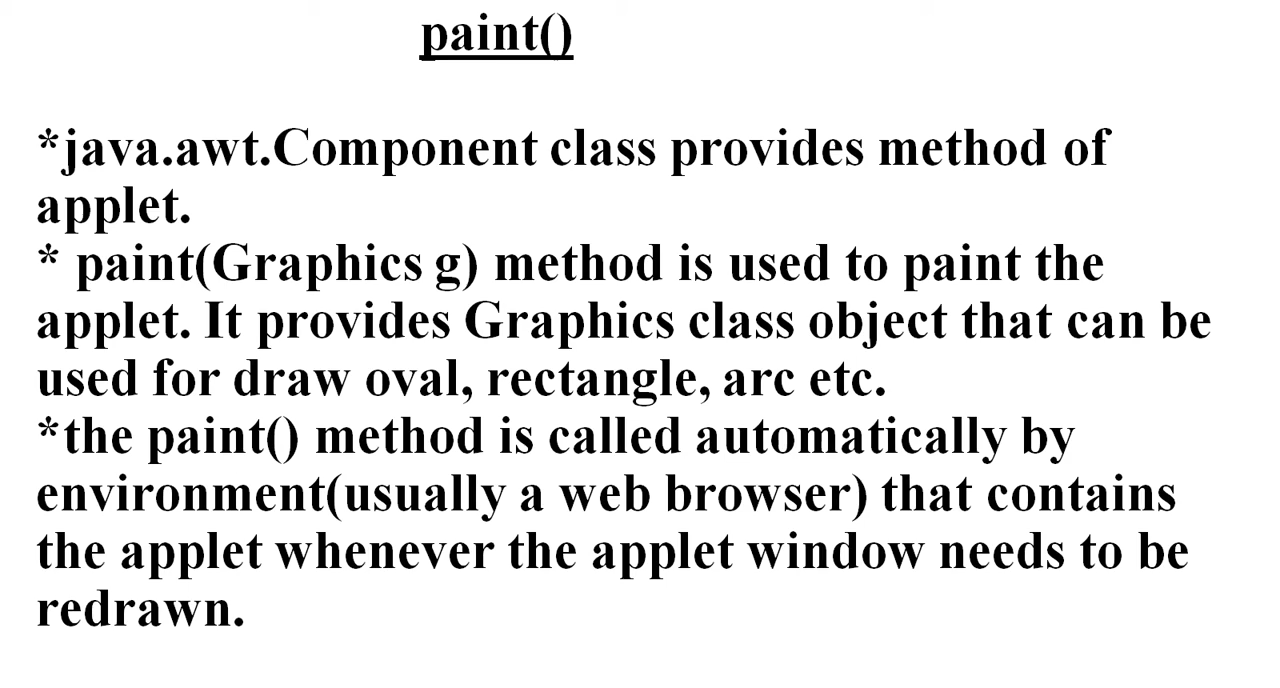 paint()
*java.awt.Component class provides method of
applet.
* paint(Graphics g) method is used to paint the
applet. It provides Graphics class object that can be
used for draw oval, rectangle, arc etc.
*the paint() method is called automatically by
environment(usually a web browser) that contains
the applet whenever the applet window needs to be
redrawn.